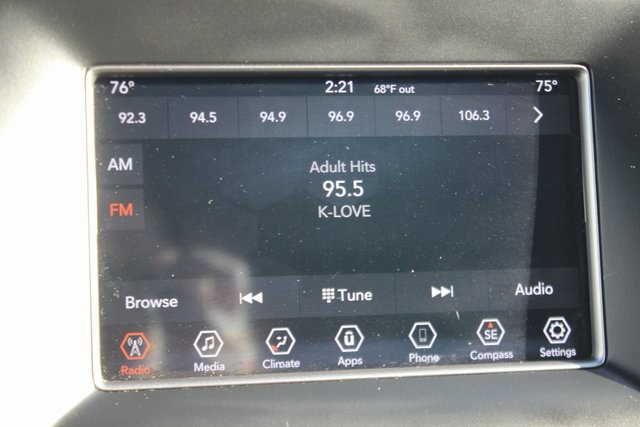 76° 2:21 68°F out 75°
92.3 94.5 94.9 96.9 96.9 106.3
AM
Adult Hits
95.5
FM
K-LOVE
Browse Tune Audio
SE
Radio Media Climate Apps Phone Compass Settings